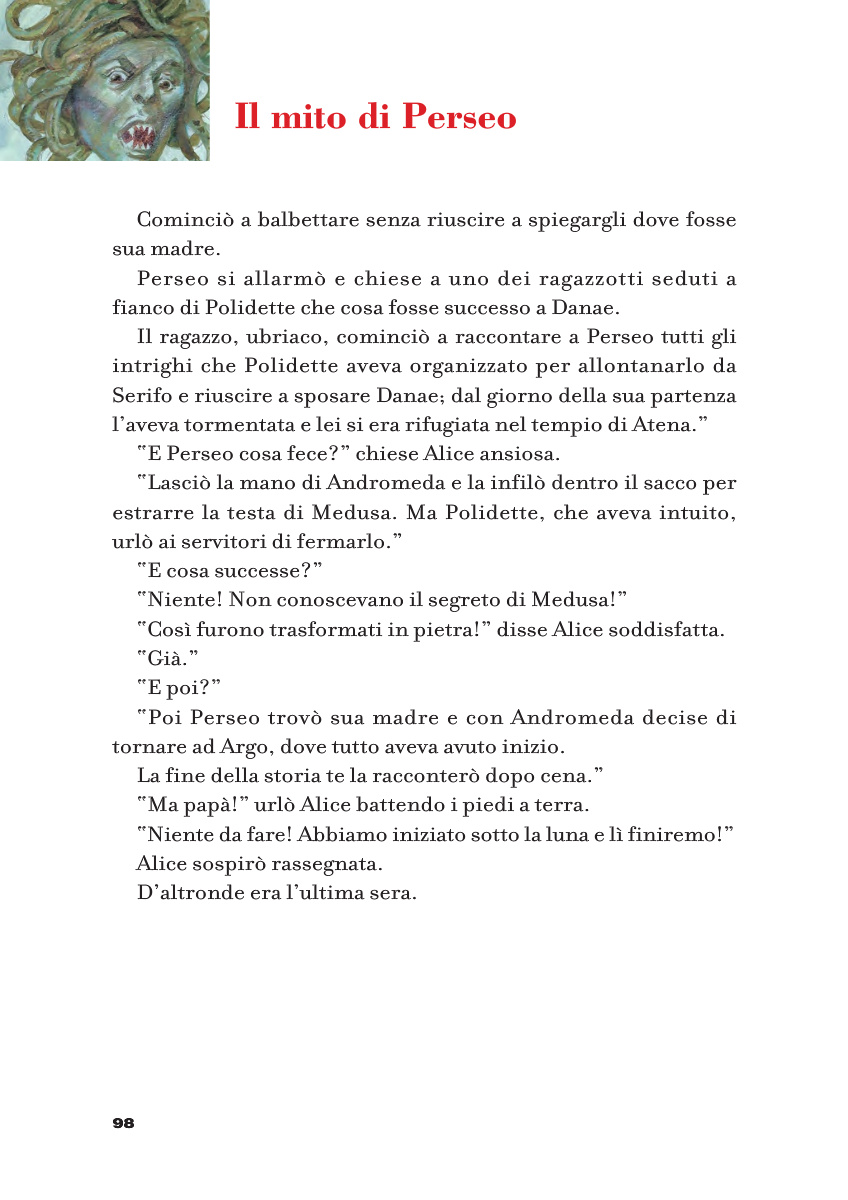 Il mito di Perseo
Cominciò a balbettare senza riuscire a spiegargli dove fosse
sua madre.
Perseo si allarmò e chiese a uno dei ragazzotti seduti a
fianco di Polidette che cosa fosse successo a Danae.
Il ragazzo, ubriaco, cominciò a raccontare a Perseo tutti gli
intrighi che Polidette aveva organizzato per allontanarlo da
Serifo e riuscire a sposare Danae; dal giorno della sua partenza
l’aveva tormentata e lei si era rifugiata nel tempio di Atena.”
‟E Perseo cosa fece?” chiese Alice ansiosa.
‟Lasciò la mano di Andromeda e la infilò dentro il sacco per
estrarre la testa di Medusa. Ma Polidette, che aveva intuito,
urlò ai servitori di fermarlo.”
‟E cosa successe?”
‟Niente! Non conoscevano il segreto di Medusa!”
‟Così furono trasformati in pietra!” disse Alice soddisfatta.
‟Già.”
‟E poi?”
‟Poi Perseo trovò sua madre e con Andromeda decise di
tornare ad Argo, dove tutto aveva avuto inizio.
La fine della storia te la racconterò dopo cena.”
‟Ma papà!” urlò Alice battendo i piedi a terra.
‟Niente da fare! Abbiamo iniziato sotto la luna e lì finiremo!”
Alice sospirò rassegnata.
D’altronde era l’ultima sera.
98